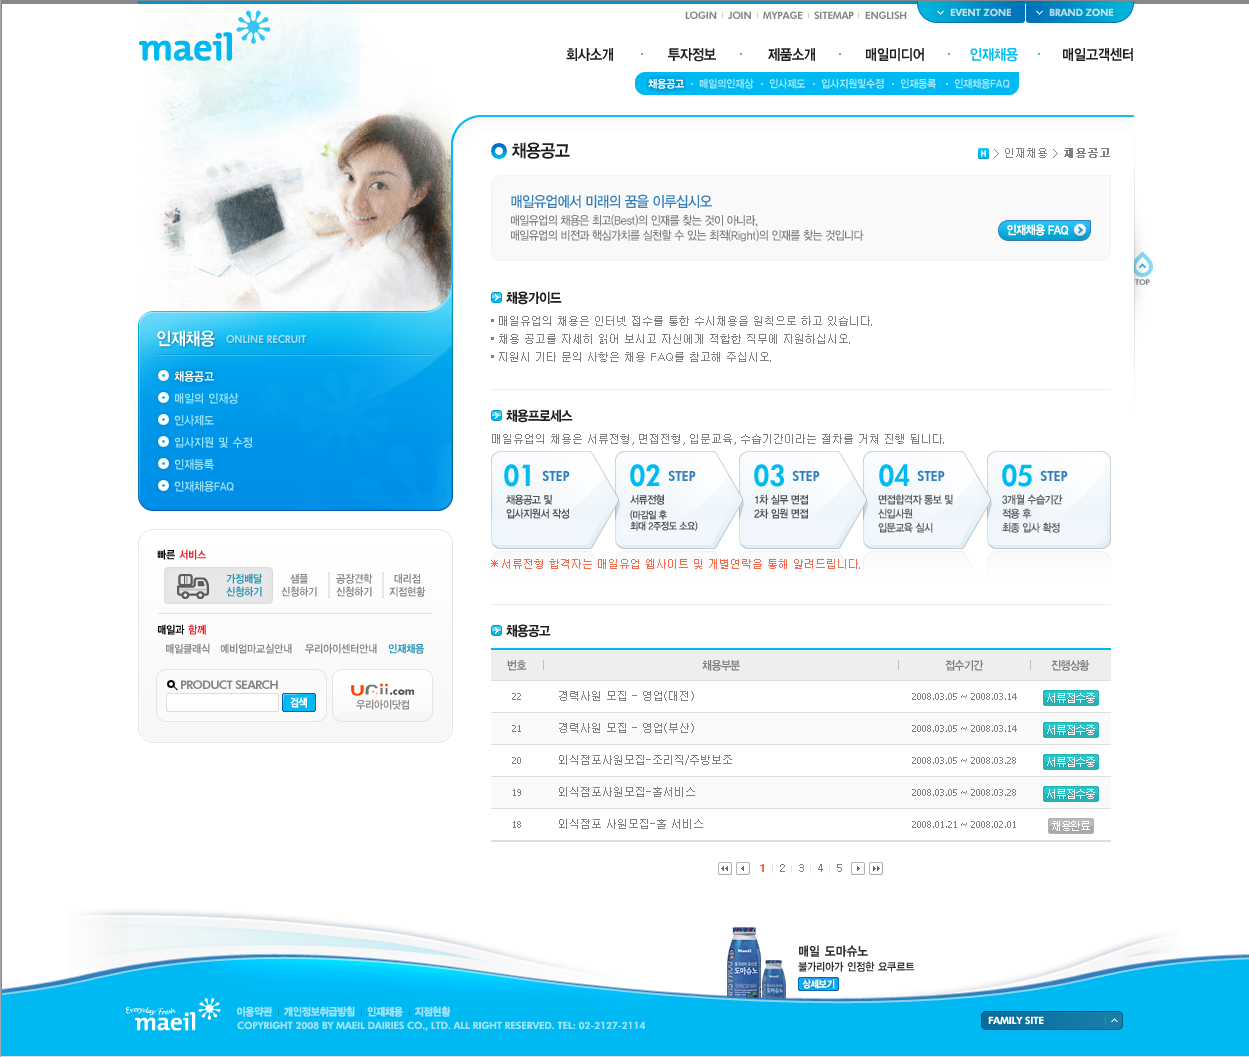 LOGIN JOIN MYPAGE SITEMAP ENGLISH
EVENT ZONE BRAND ZONE
maeil
회사소개 · 투자정보 · 제품소개 · 매일미디어 · 인재채용 · 매일고객센터
채용공고 · 매일의인재상 · 인사제도 · 입사지원및수정 · 인재등록 · 인재채용FAQ
채용공고
H > 인재채용 > 채용공고
매일유업에서 미래의 꿈을 이루십시오
매일유업의 채용은 최고(Best)의 인재를 찾는 것이 아니라,
매일유업의 비전과 핵심가치를 실천할 수 있는 최적(Right)의 인재를 찾는 것입니다
인재채용 FAQ
TOP
인재채용 ONLINE RECRUIT
채용공고
매일의 인재상
인사제도
입사지원 및 수정
인재등록
인재채용FAQ
빠른 서비스
가정배달 신청하기
샘플 신청하기
공장견학 신청하기
대리점 지점현황
매일과 함께
매일클래식 예비엄마교실안내 우리아이센터안내 인재채용
PRODUCT SEARCH
검색
URii.com
우리아이닷컴
채용가이드
매일유업의 채용은 인터넷 접수를 통한 수시채용을 원칙으로 하고 있습니다.
채용 공고를 자세히 읽어 보시고 자신에게 적합한 직무에 지원하십시오.
지원시 기타 문의 사항은 채용 FAQ를 참고해 주십시오.
채용프로세스
매일유업의 채용은 서류전형, 면접전형, 입문교육, 수습기간이라는 절차를 거쳐 진행 됩니다.
01 STEP
채용공고 및
입사지원서 작성
02 STEP
서류전형
(마감일 후
최대 2주정도 소요)
03 STEP
1차 실무 면접
2차 임원 면접
04 STEP
면접합격자 통보 및
신입사원
입문교육 실시
05 STEP
3개월 수습기간
적용 후
최종 입사 확정
※ 서류전형 합격자는 매일유업 웹사이트 및 개별연락을 통해 알려드립니다.
채용공고
번호 채용부분 접수기간 진행상황
22 경력사원 모집 - 영업(대전) 2008.03.05 ~ 2008.03.14 서류접수중
21 경력사원 모집 - 영업(부산) 2008.03.05 ~ 2008.03.14 서류접수중
20 외식점포사원모집-조리직/주방보조 2008.03.05 ~ 2008.03.28 서류접수중
19 외식점포사원모집-홀서비스 2008.03.05 ~ 2008.03.28 서류접수중
18 외식점포 사원모집-홀 서비스 2008.01.21 ~ 2008.02.01 채용완료
1 2 3 4 5
Maeil
도마슈노
매일 도마슈노
불가리아가 인정한 요쿠르트
상세보기
Everyday Fresh
maeil
이용약관 개인정보취급방침 인재채용 지점현황
COPYRIGHT 2008 BY MAEIL DAIRIES CO., LTD. ALL RIGHT RESERVED. TEL: 02-2127-2114
FAMILY SITE